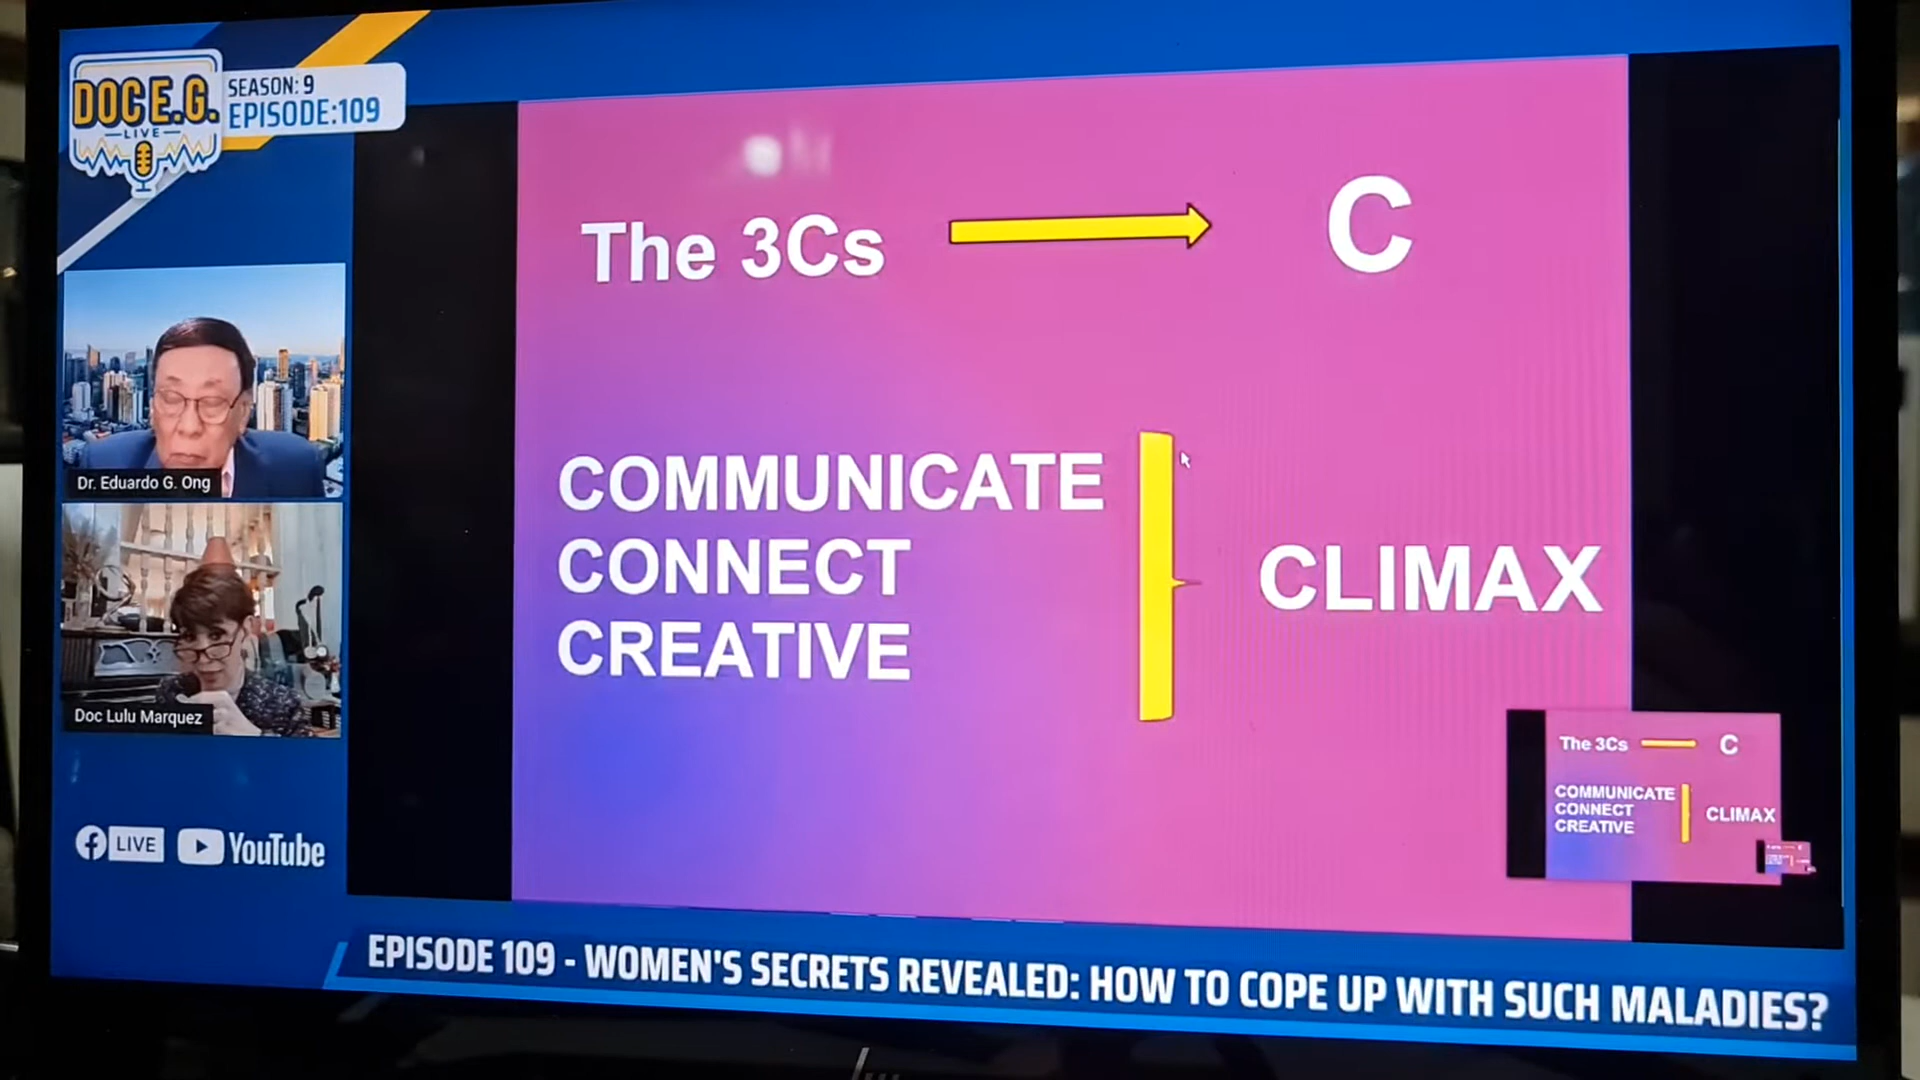 DOC E.G.
LIVE
SEASON: 9
EPISODE:109
The 3Cs
C
COMMUNICATE
CONNECT
CREATIVE
CLIMAX
Dr. Eduardo G. Ong
Doc Lulu Marquez
LIVE
YouTube
The 3Cs
C
COMMUNICATE
CONNECT
CREATIVE
CLIMAX
EPISODE 109 - WOMEN'S SECRETS REVEALED: HOW TO COPE UP WITH SUCH MALADIES?